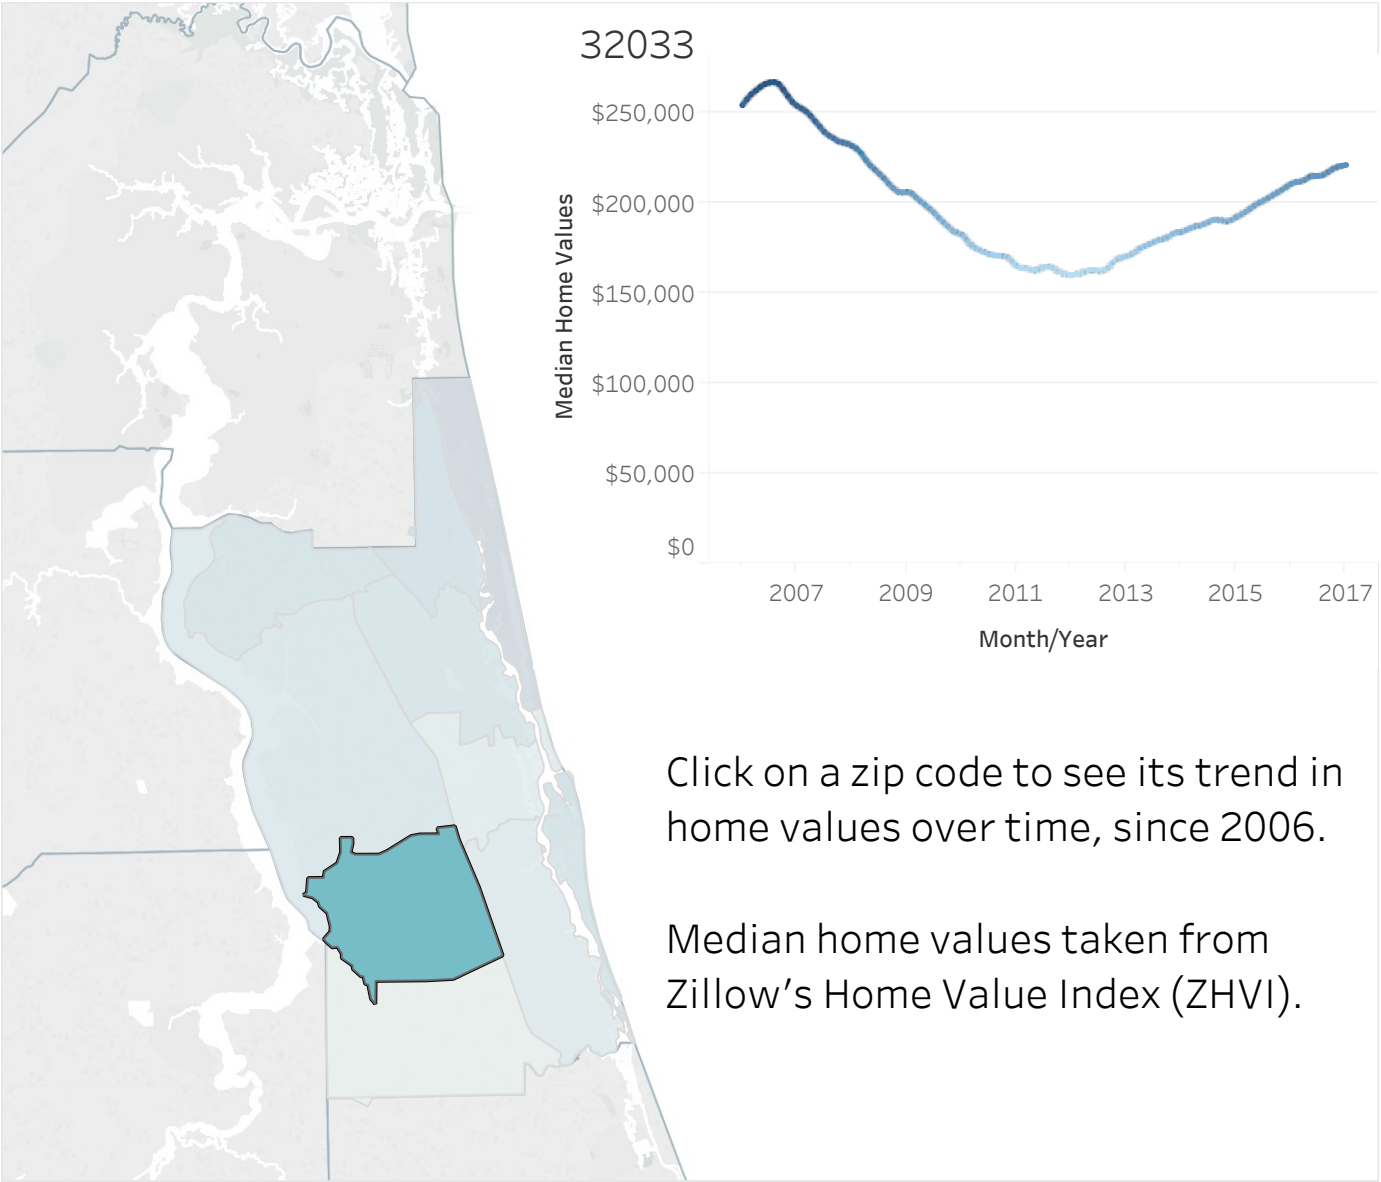 32033
$250,000
$200,000
$150,000
$100,000
$50,000
$0
Median Home Values
2007 2009 2011 2013 2015 2017
Month/Year
Click on a zip code to see its trend in
home values over time, since 2006.
Median home values taken from
Zillow's Home Value Index (ZHVI).